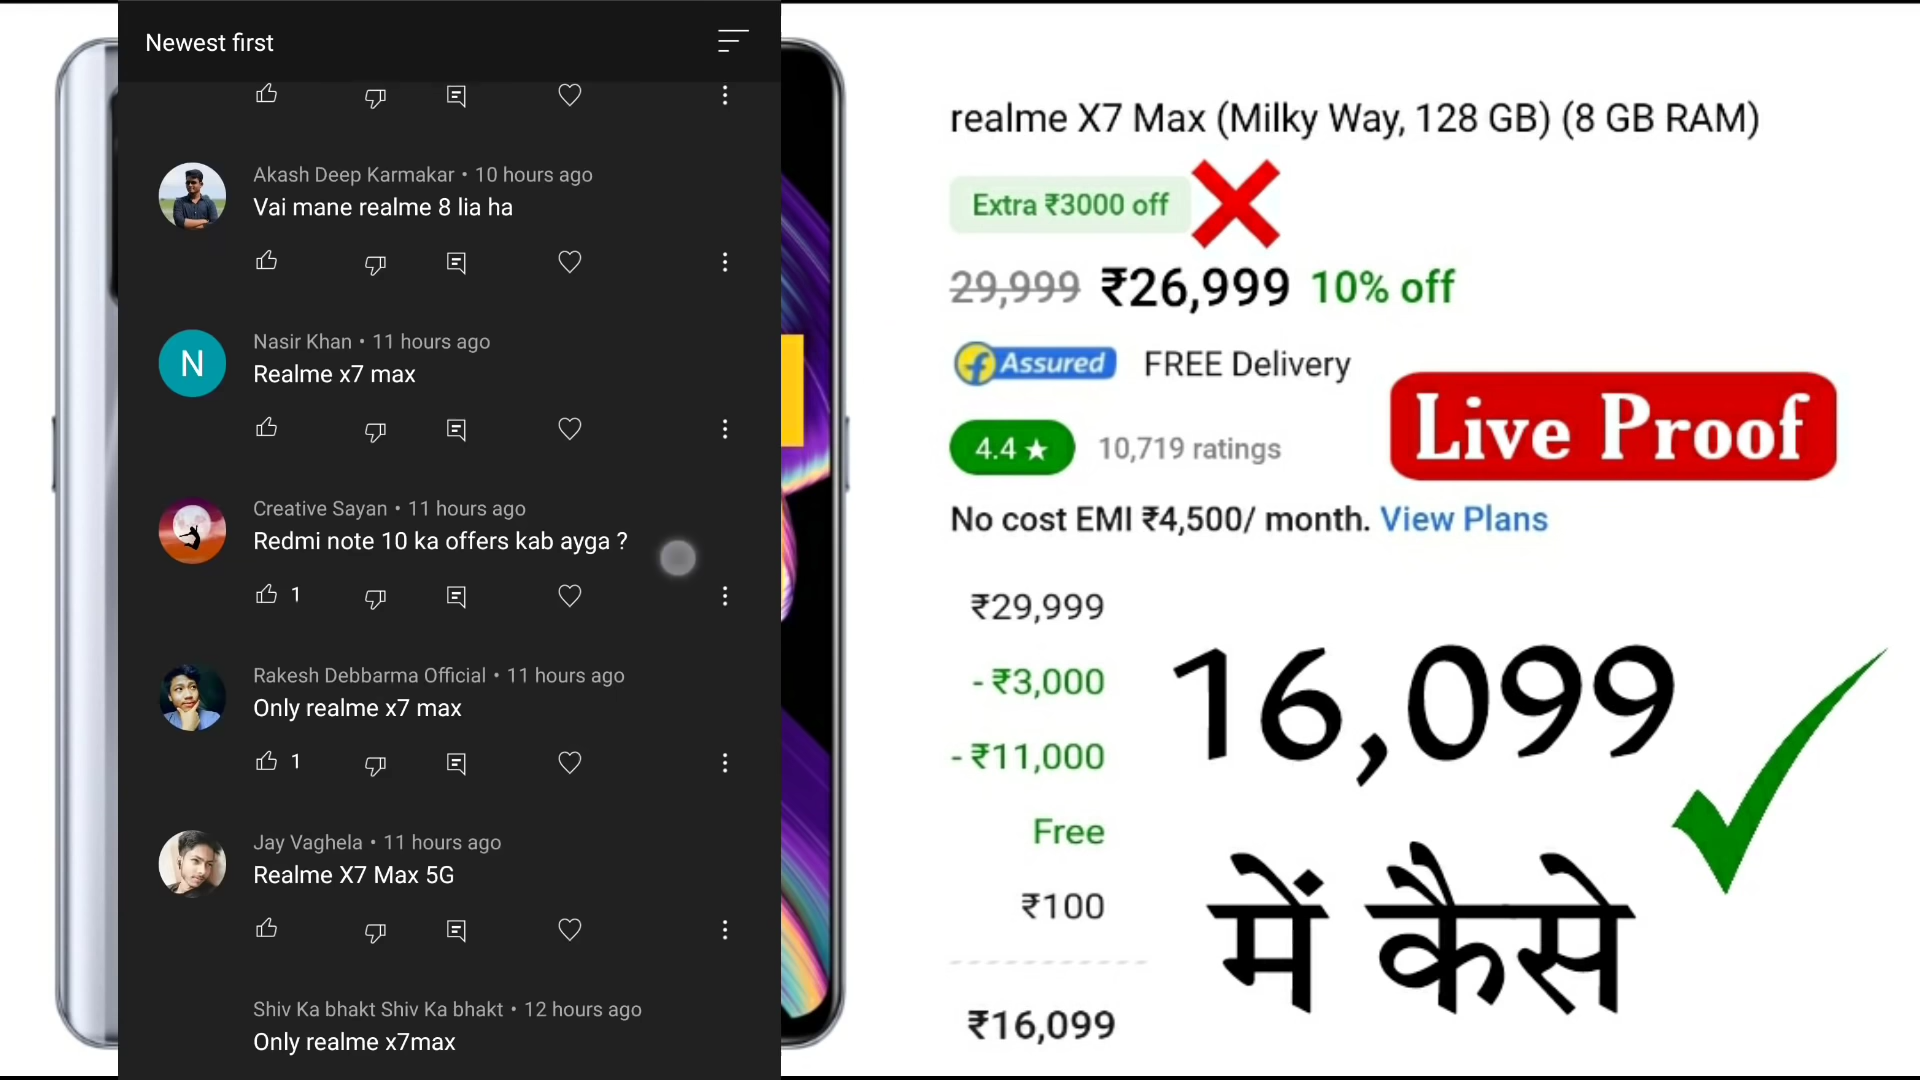 Newest first
Akash Deep Karmakar • 10 hours ago
Vai mane realme 8 lia ha
N
Nasir Khan • 11 hours ago
Realme x7 max
Creative Sayan • 11 hours ago
Redmi note 10 ka offers kab ayga ?
1
Rakesh Debbarma Official • 11 hours ago
Only realme x7 max
1
Jay Vaghela • 11 hours ago
Realme X7 Max 5G
Shiv Ka bhakt Shiv Ka bhakt • 12 hours ago
Only realme x7max
realme X7 Max (Milky Way, 128 GB) (8 GB RAM)
Extra ₹3000 off
29,999 ₹26,999 10% off
f Assured FREE Delivery
Live Proof
4.4 ★ 10,719 ratings
No cost EMI ₹4,500/ month. View Plans
₹29,999
- ₹3,000
- ₹11,000
Free
₹100
₹16,099
16,099
में कैसे